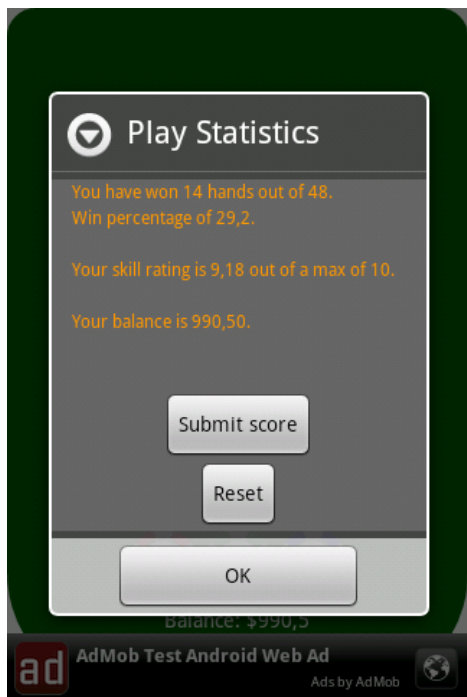 Play Statistics
You have won 14 hands out of 48.
Win percentage of 29,2.
Your skill rating is 9,18 out of a max of 10.
Your balance is 990,50.
Submit score
Reset
OK
Balance: $990,5
ad
AdMob Test Android Web Ad
Ads by AdMob